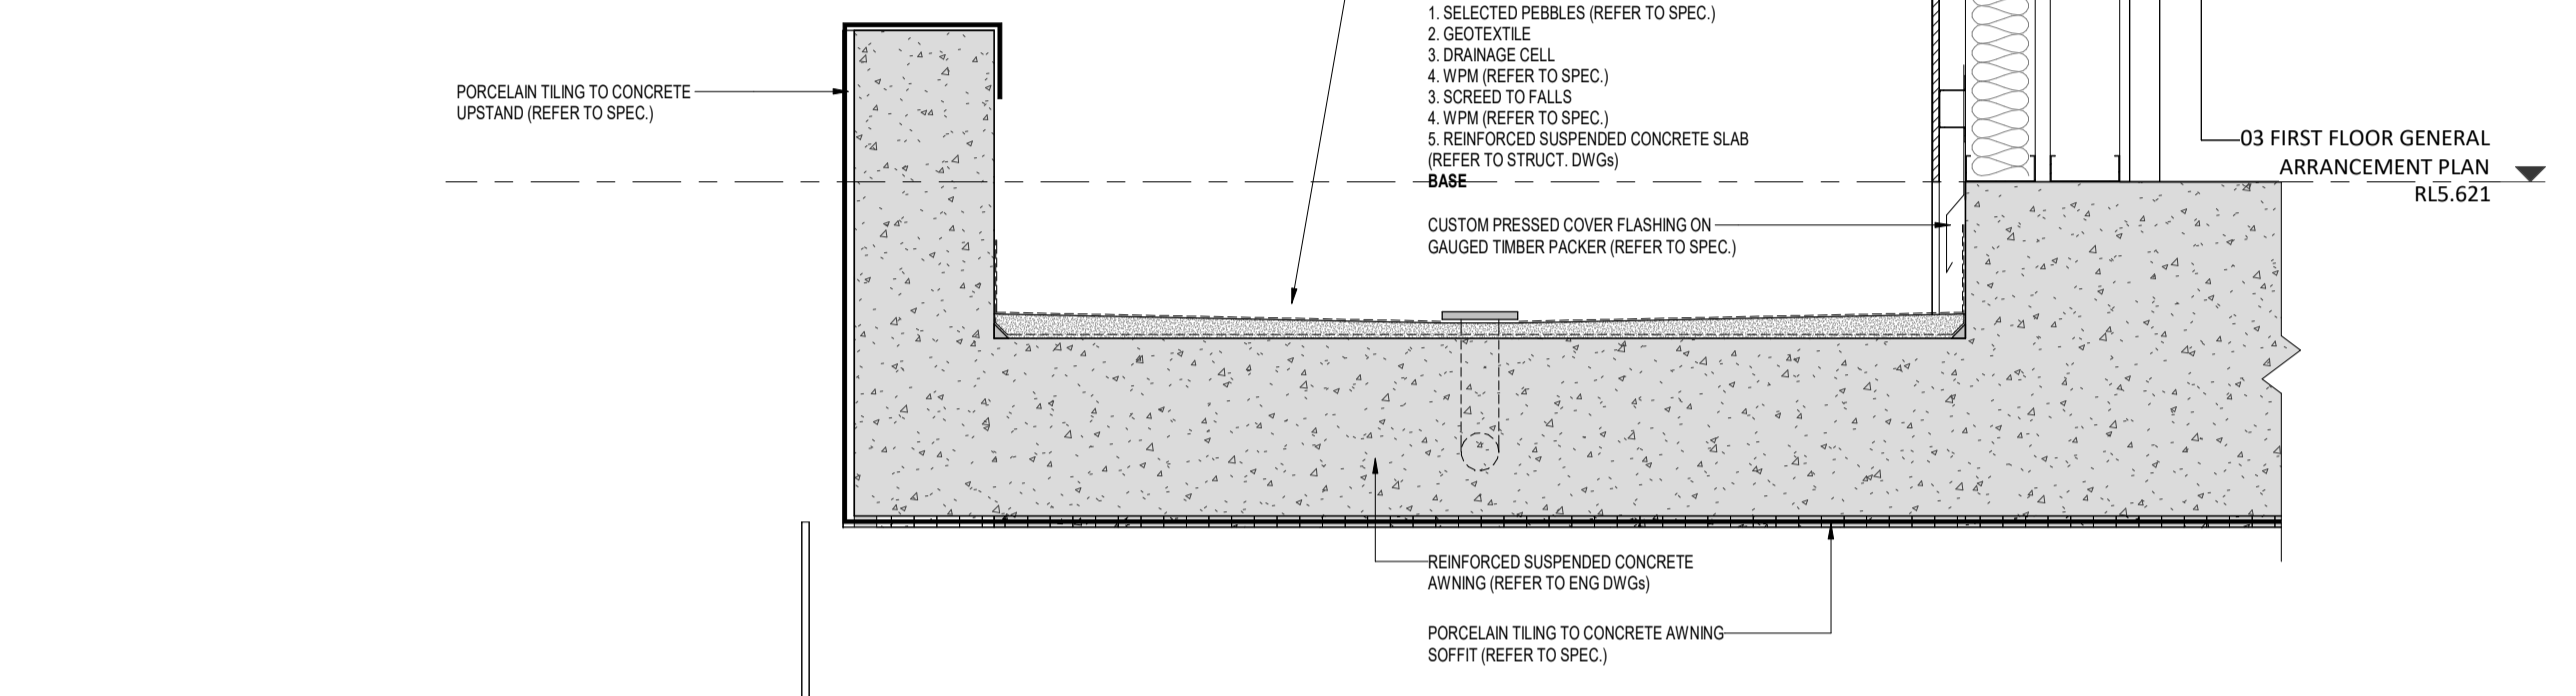 1. SELECTED PEBBLES (REFER TO SPEC.)
2. GEOTEXTILE
3. DRAINAGE CELL
4. WPM (REFER TO SPEC.)
3. SCREED TO FALLS
4. WPM (REFER TO SPEC.)
5. REINFORCED SUSPENDED CONCRETE SLAB
(REFER TO STRUCT. DWGs)
BASE
PORCELAIN TILING TO CONCRETE
UPSTAND (REFER TO SPEC.)
03 FIRST FLOOR GENERAL
ARRANCEMENT PLAN
RL5.621
CUSTOM PRESSED COVER FLASHING ON
GAUGED TIMBER PACKER (REFER TO SPEC.)
REINFORCED SUSPENDED CONCRETE
AWNING (REFER TO ENG DWGs)
PORCELAIN TILING TO CONCRETE AWNING
SOFFIT (REFER TO SPEC.)